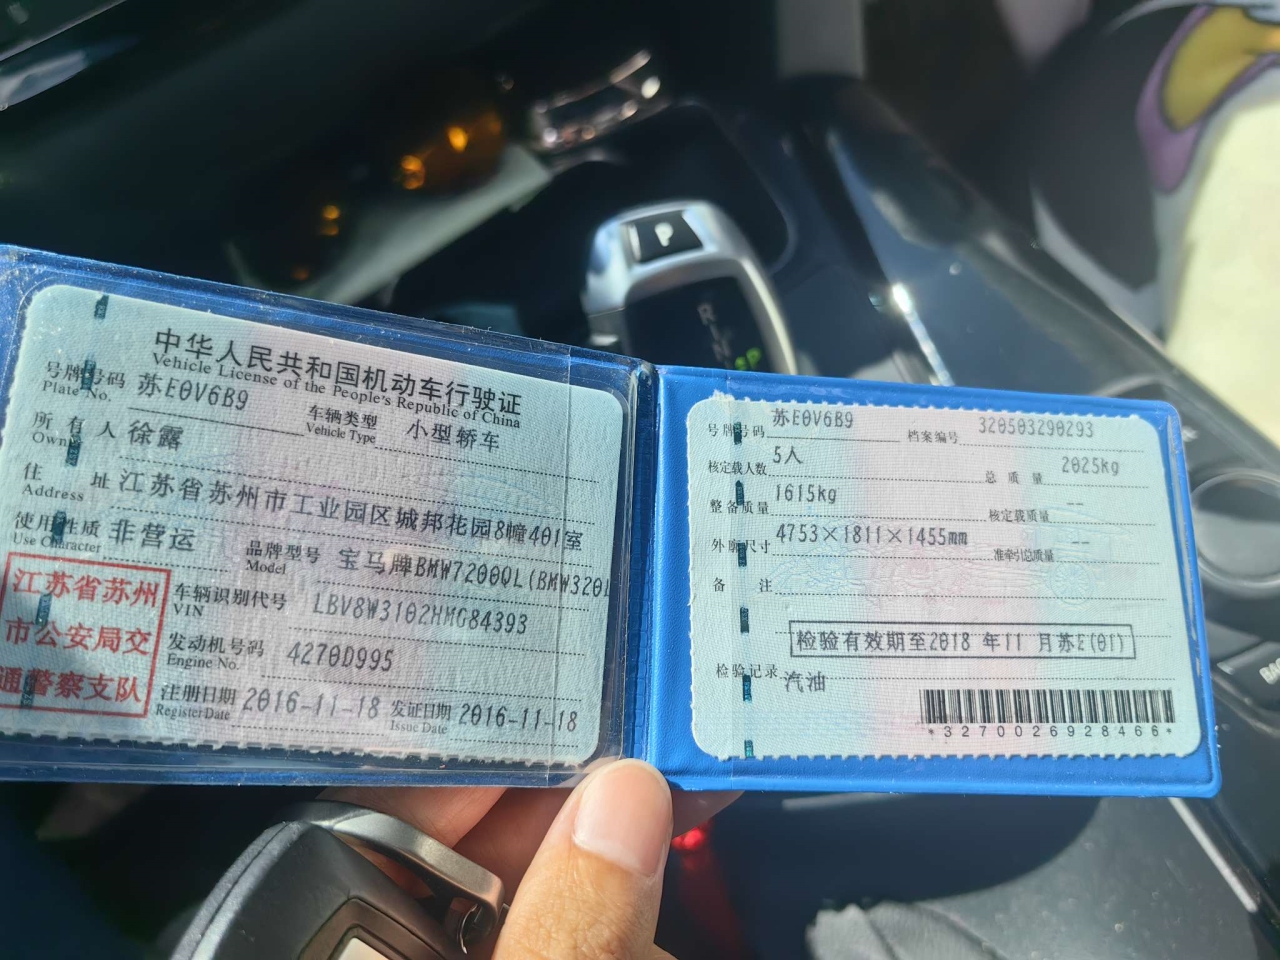 中华人民共和国机动车行驶证
Vehicle License of the People's Republic of China
号牌号码 苏E0V6B9 车辆类型 小型轿车
Plate No. Vehicle Type
所有人 徐露
Owner
住址 江苏省苏州市工业园区城邦花园8幢401室
Address
使用性质 非营运 品牌型号 宝马牌BMW7200QL(BMW320L
Use Character Model
江苏省苏州
市公安局交
通警察支队
车辆识别代号 LBV8W3102HMG84393
VIN
发动机号码 4270D995
Engine No.
注册日期 2016-11-18 发证日期 2016-11-18
Register Date Issue Date
号牌号码 苏E0V6B9 档案编号 320503290293
核定载人数 5人 总质量 2025kg
整备质量 1615kg 核定载质量 --
外廓尺寸 4753×1811×1455mm 准牵引总质量 --
备注
检验有效期至2018 年11 月苏E(01)
检验记录 汽油
*3270026928466*
P
R
N